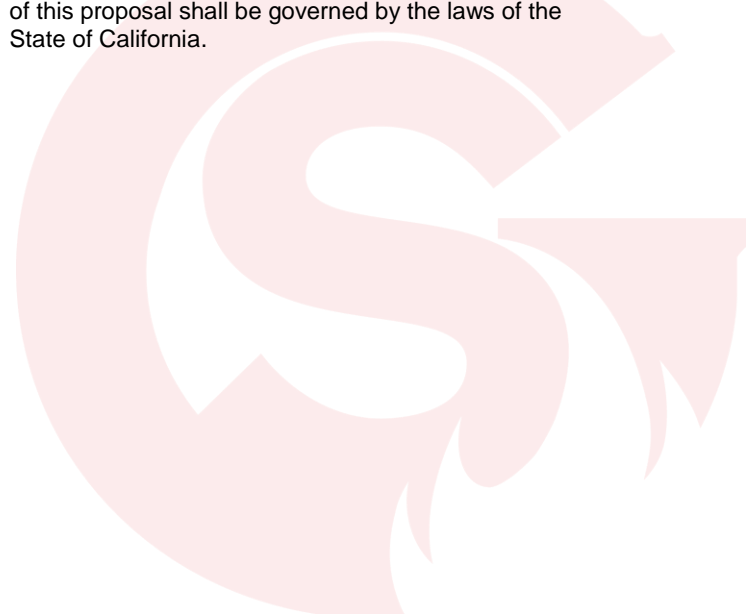 of this proposal shall be governed by the laws of the
State of California.